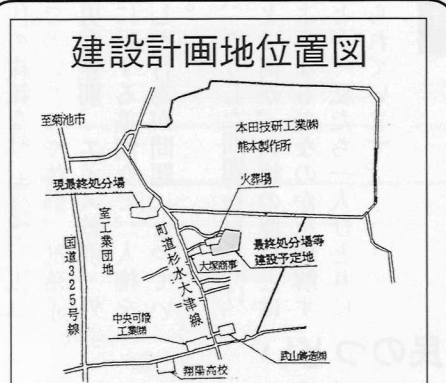 建設計画地位置図
至菊池市
本田技研工業㈱
熊本製作所
火葬場
現最終処分場
室工業団地
町道杉水大津線
最終処分場等
建設予定地
大塚商事
国道325号線
中央可鍛
工業㈱
武山鋳造㈱
翔陽高校